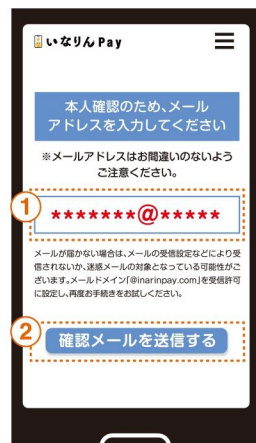 いなりん Pay
本人確認のため、メール
アドレスを入力してください
※メールアドレスはお間違いのないよう
ご注意ください。
1
*******@*****
メールが届かない場合は、メールの受信設定などにより受
信されないか、迷惑メールの対象となっている可能性がご
ざいます。メールドメイン「@inarinpay.com」を受信許可
に設定し、再度お手続きをお試しください。
2
確認メールを送信する